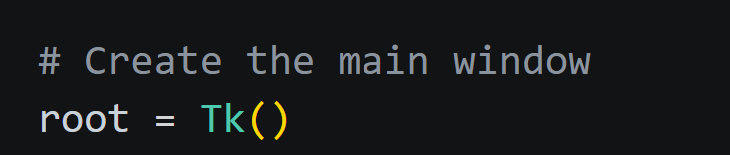 # Create the main window
root = Tk()